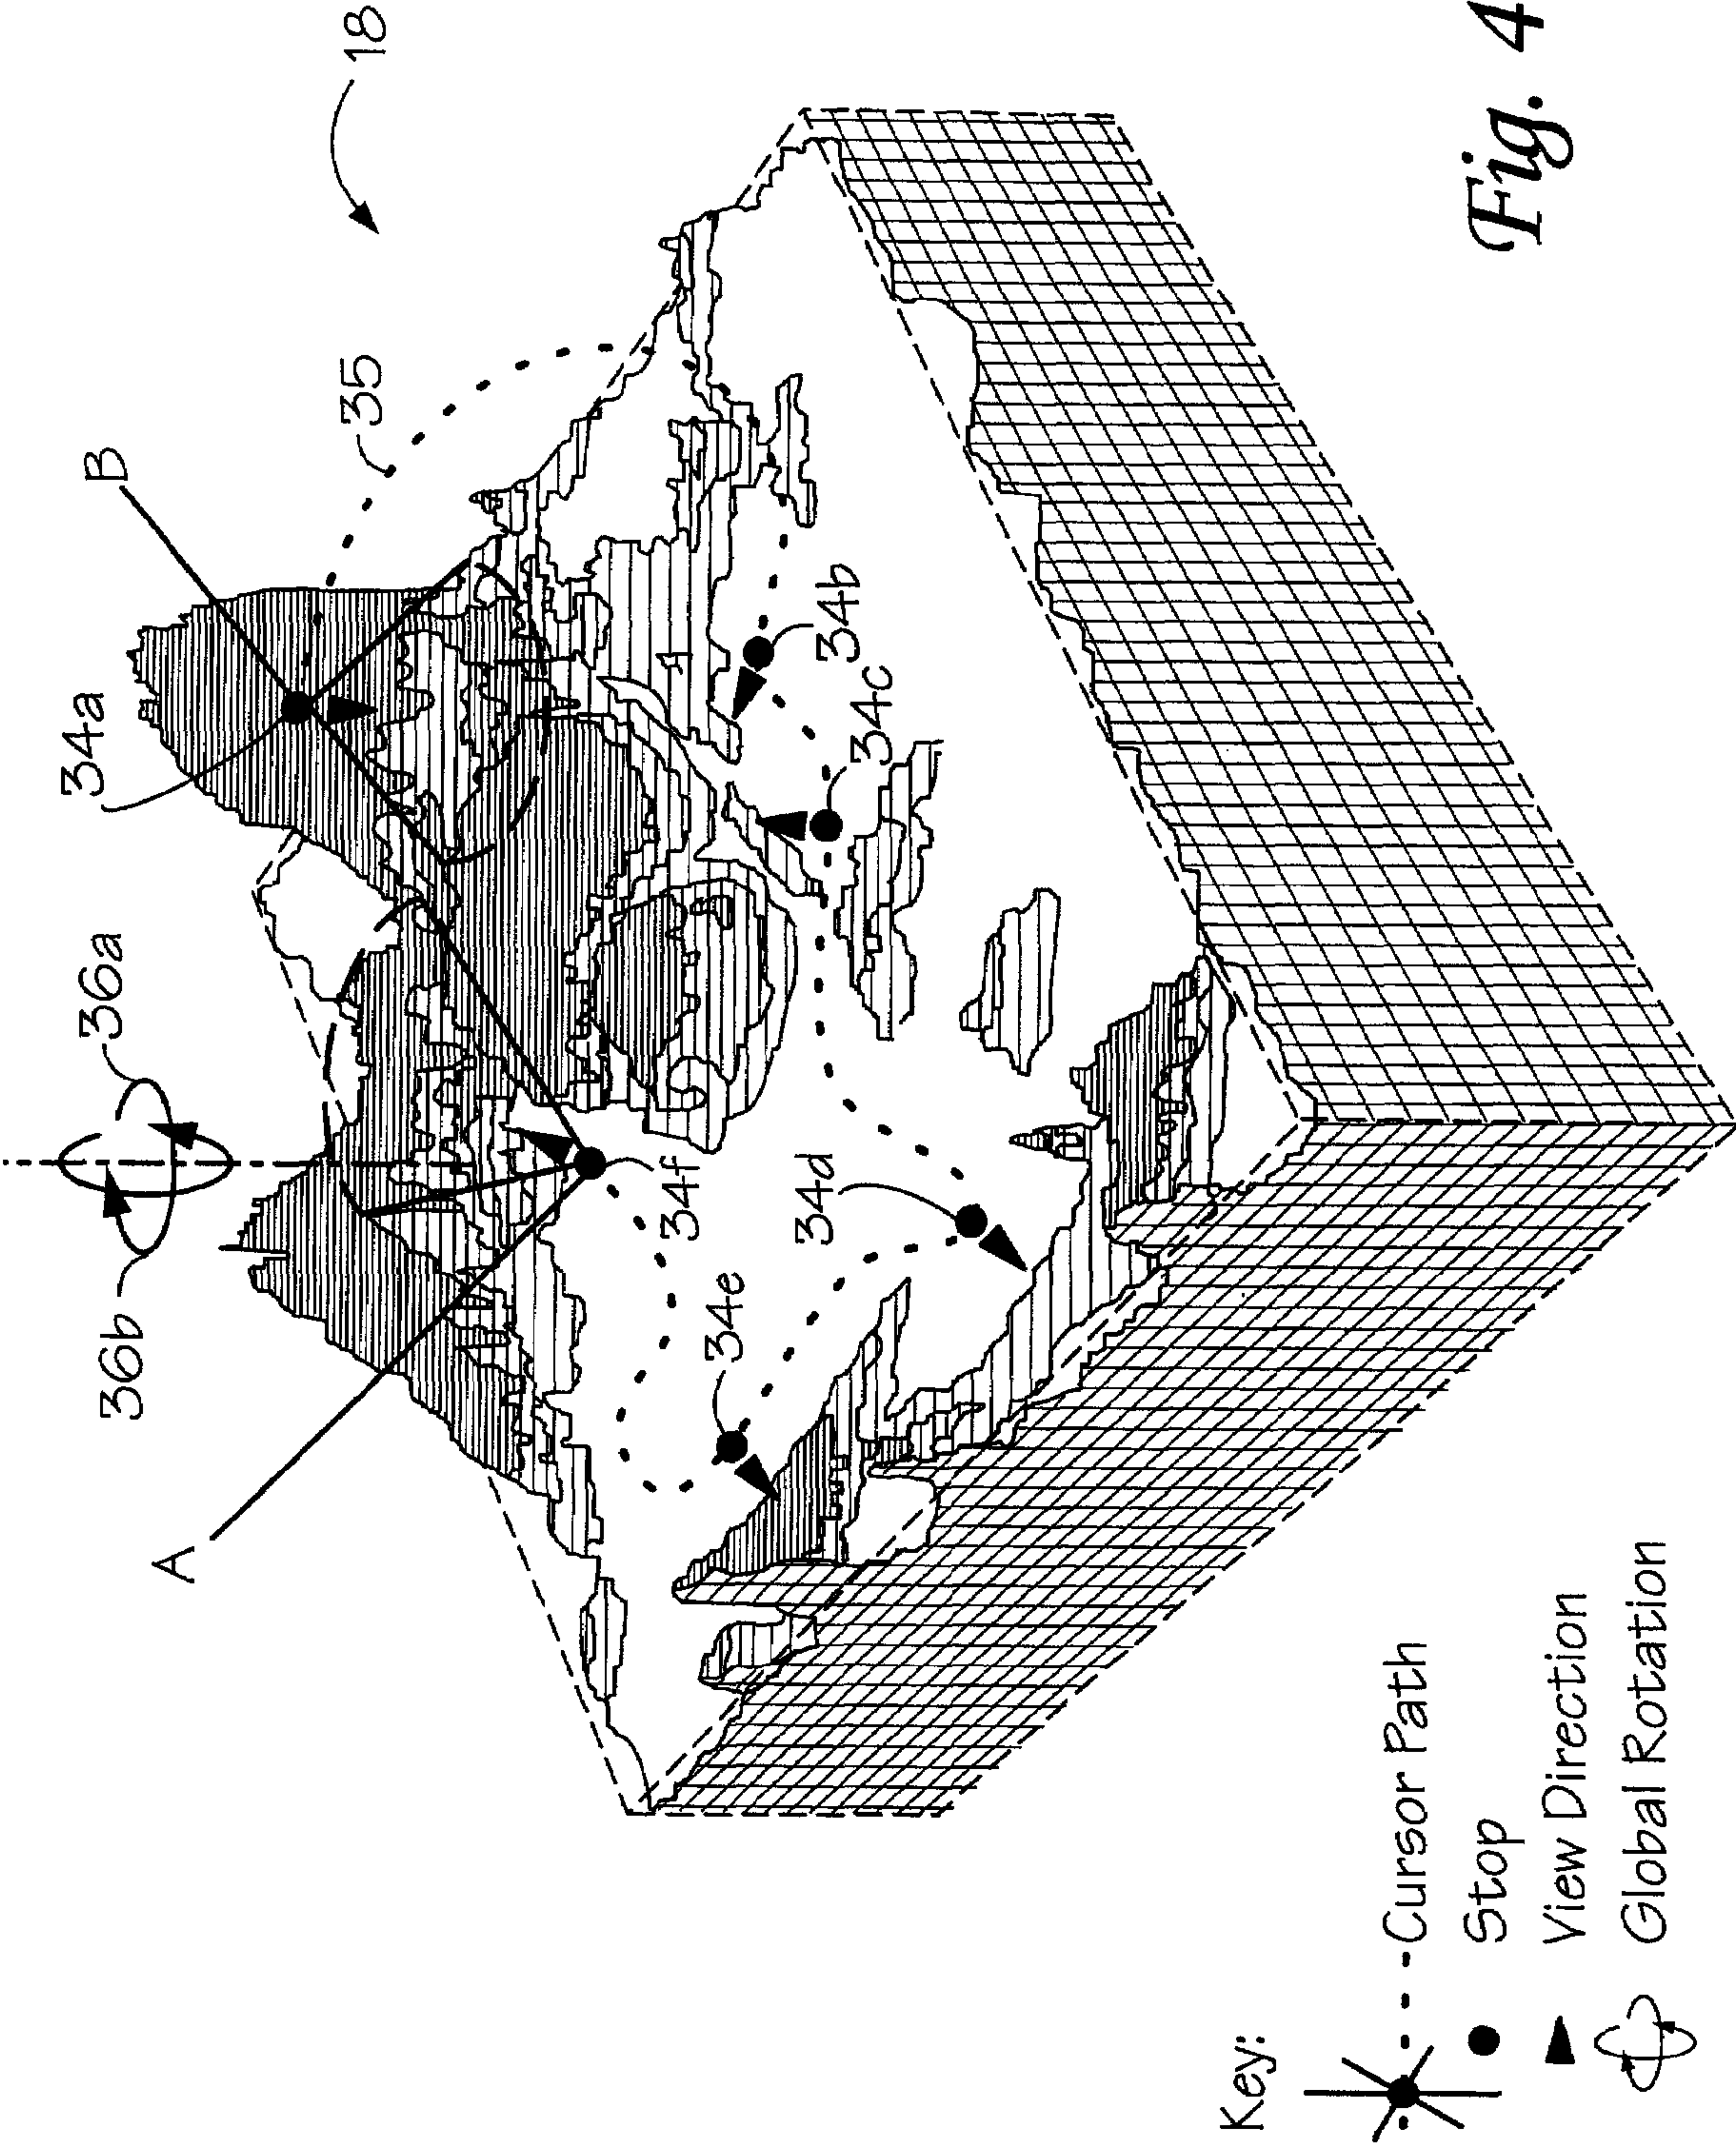 18
35
B
34a
36a
36b
A
34b
34c
34f
34d
34e
Key:
Cursor Path
Stop
View Direction
Global Rotation
Fig. 4